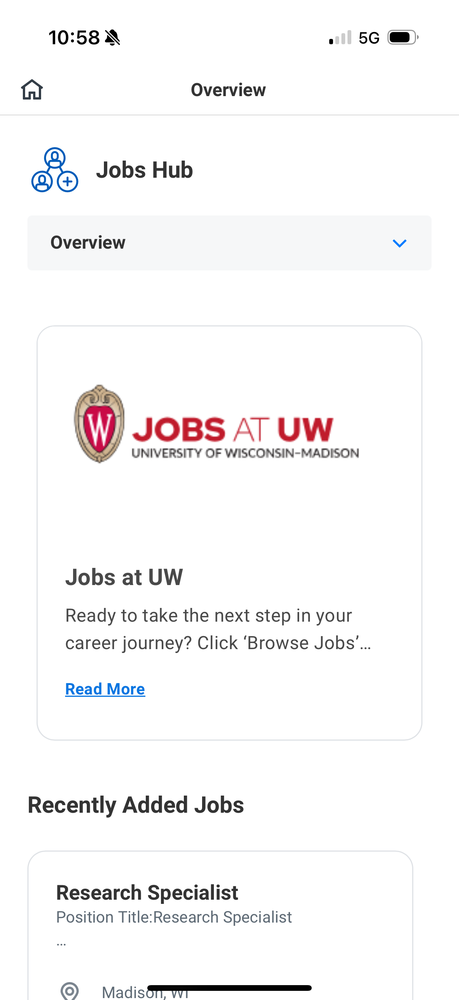 10:58
5G
Overview
Jobs Hub
Overview
W
JOBS AT UW
UNIVERSITY OF WISCONSIN–MADISON
Jobs at UW
Ready to take the next step in your
career journey? Click ‘Browse Jobs’...
Read More
Recently Added Jobs
Research Specialist
Position Title:Research Specialist
...
Madison, WI